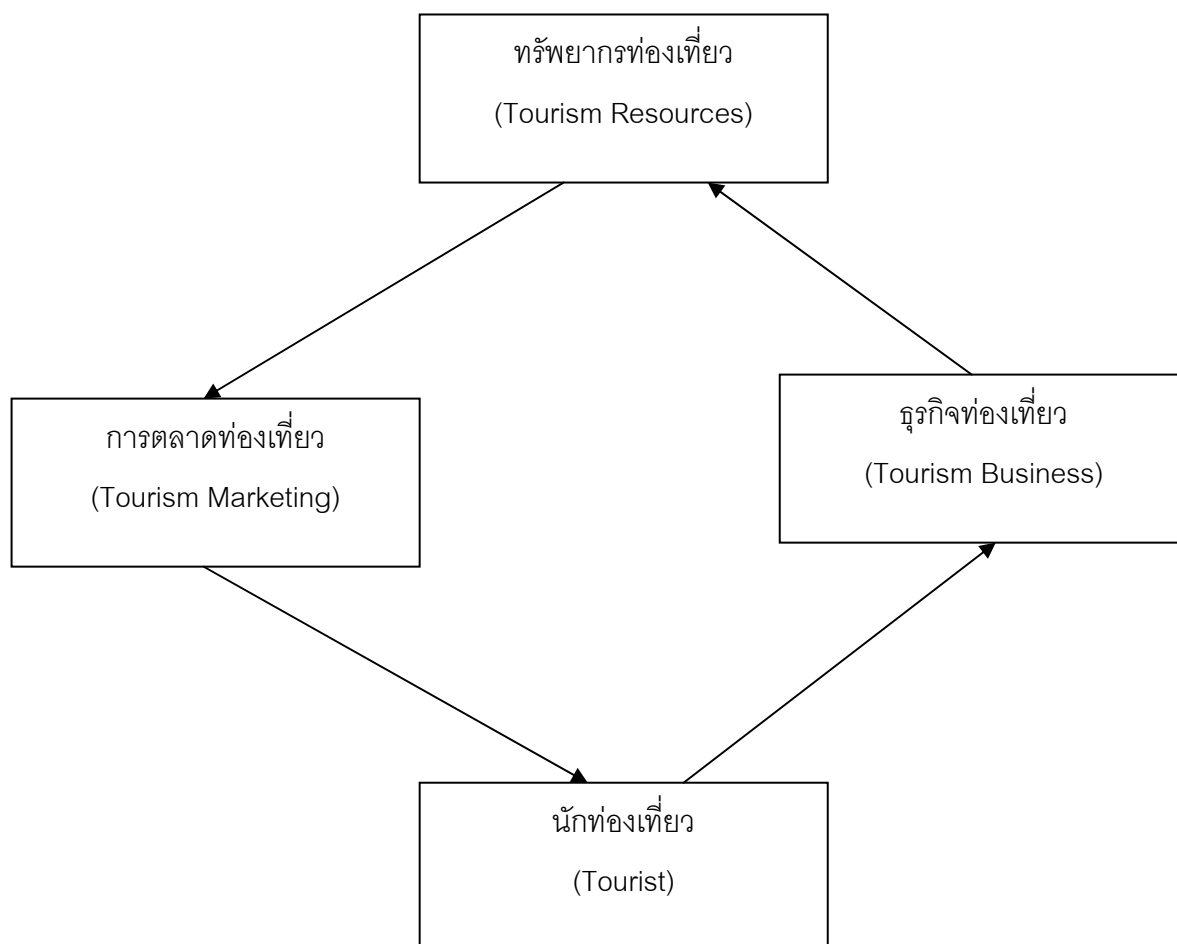 ทรัพยากรท่องเที่ยว
(Tourism Resources)
การตลาดท่องเที่ยว
(Tourism Marketing)
ธุรกิจท่องเที่ยว
(Tourism Business)
นักท่องเที่ยว
(Tourist)